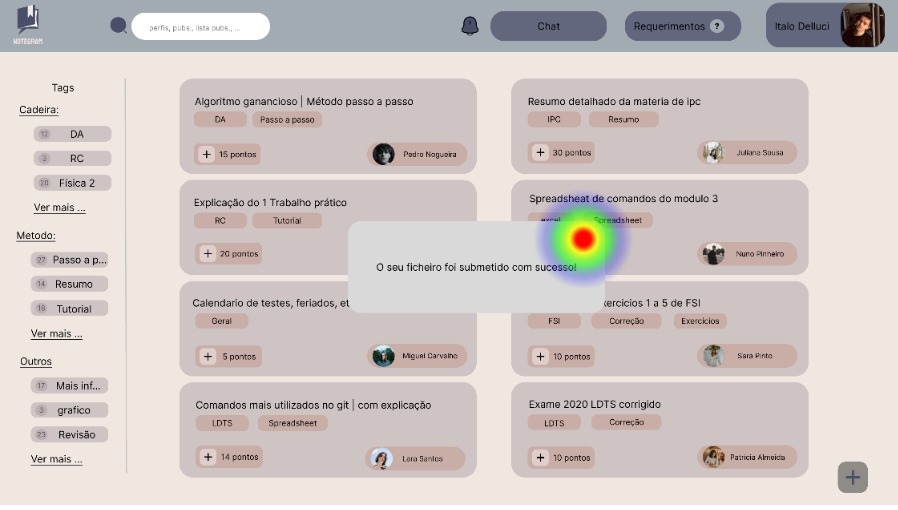 NOTEGRAM
perfis, pubs., lista pubs., ...
Chat
Requerimentos ?
Italo Delluci
Tags
Cadeira:
12 DA
3 RC
20 Física 2
Ver mais ...
Metodo:
27 Passo a p...
14 Resumo
18 Tutorial
Ver mais ...
Outros
17 Mais inf...
3 grafico
23 Revisão
Ver mais ...
Algoritmo ganancioso | Método passo a passo
DA Passo a passo
+ 15 pontos Pedro Nogueira
Resumo detalhado da materia de ipc
IPC Resumo
+ 30 pontos Juliana Sousa
Explicação do 1 Trabalho prático
RC Tutorial
+ 20 pontos
Spreadsheat de comandos do modulo 3
excel Spreadsheet
Nuno Pinheiro
O seu ficheiro foi submetido com sucesso!
Calendario de testes, feriados, et
Geral
+ 5 pontos Miguel Carvalho
xercicios 1 a 5 de FSI
FSI Correção Exercicios
+ 10 pontos Sara Pinto
Comandos mais utilizados no git | com explicação
LDTS Spreadsheet
+ 14 pontos Lara Santos
Exame 2020 LDTS corrigido
LDTS Correção
+ 10 pontos Patricia Almeida
+